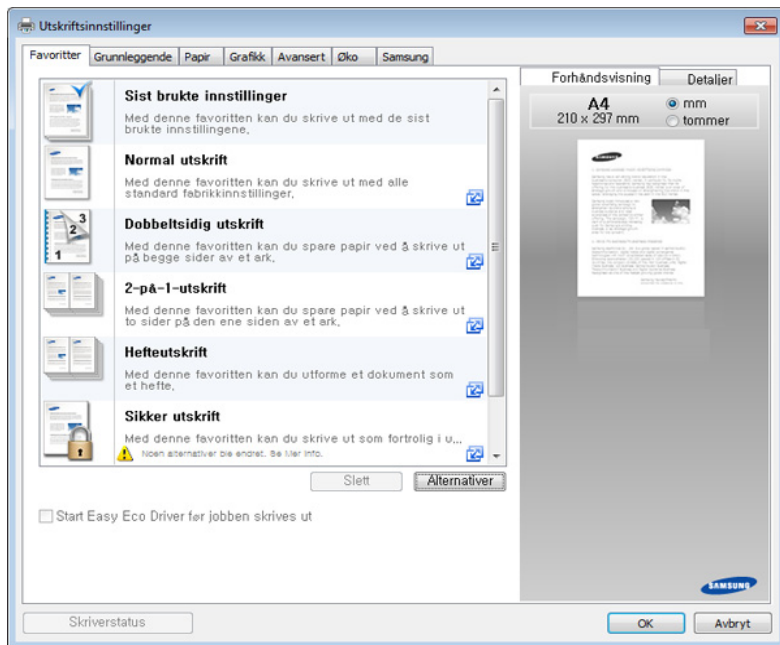 Utskriftsinnstillinger
Favoritter
Grunnleggende
Papir
Grafikk
Avansert
Øko
Samsung
Sist brukte innstillinger
Med denne favoritten kan du skrive ut med de sist
brukte innstillingene.
Normal utskrift
Med denne favoritten kan du skrive ut med alle
standard fabrikkinnstillinger.
Dobbeltsidig utskrift
Med denne favoritten kan du spare papir ved å skrive ut
på begge sider av et ark.
2-på-1-utskrift
Med denne favoritten kan du spare papir ved å skrive ut
to sider på den ene siden av et ark.
Hefteutskrift
Med denne favoritten kan du utforme et dokument som
et hefte.
Sikker utskrift
Med denne favoritten kan du skrive ut som fortrolig i u...
Noen alternativer ble endret. Se Mer info.
Slett
Alternativer
Start Easy Eco Driver før jobben skrives ut
Forhåndsvisning
Detaljer
A4
210 x 297 mm
mm
tommer
SAMSUNG
SAMSUNG
Skriverstatus
OK
Avbryt
1
2
3